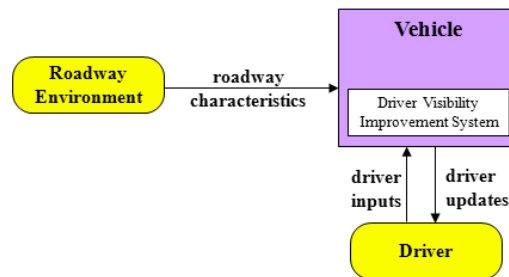 Vehicle
Roadway
Environment
roadway
characteristics
Driver Visibility
Improvement System
driver
inputs
driver
updates
Driver